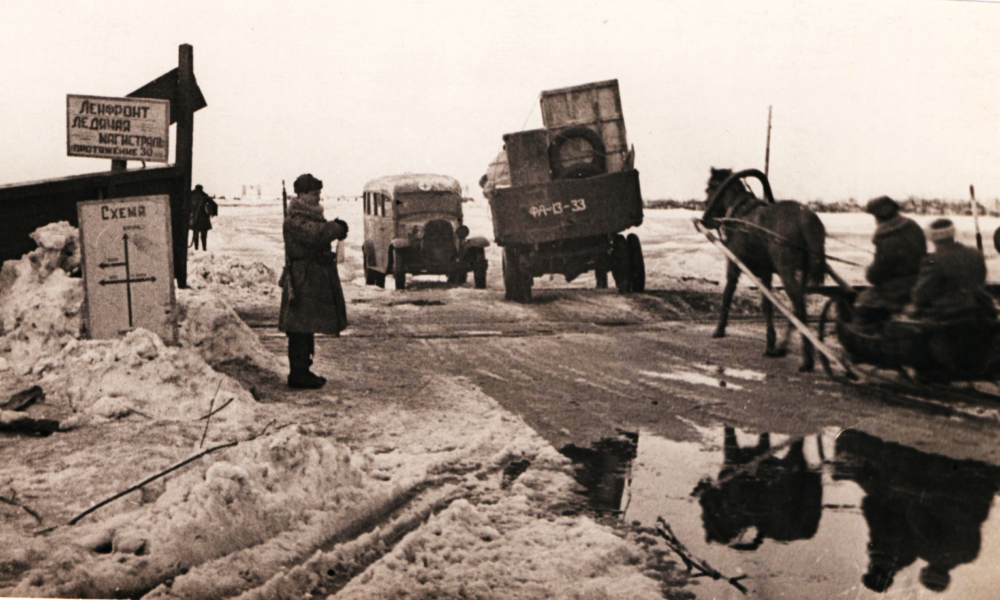 ЛЕНФРОНТ
ЛЕДЯНАЯ
МАГИСТРАЛЬ
ПРОТЯЖЕНИЕ 30
СХЕМА
ФА-13-33